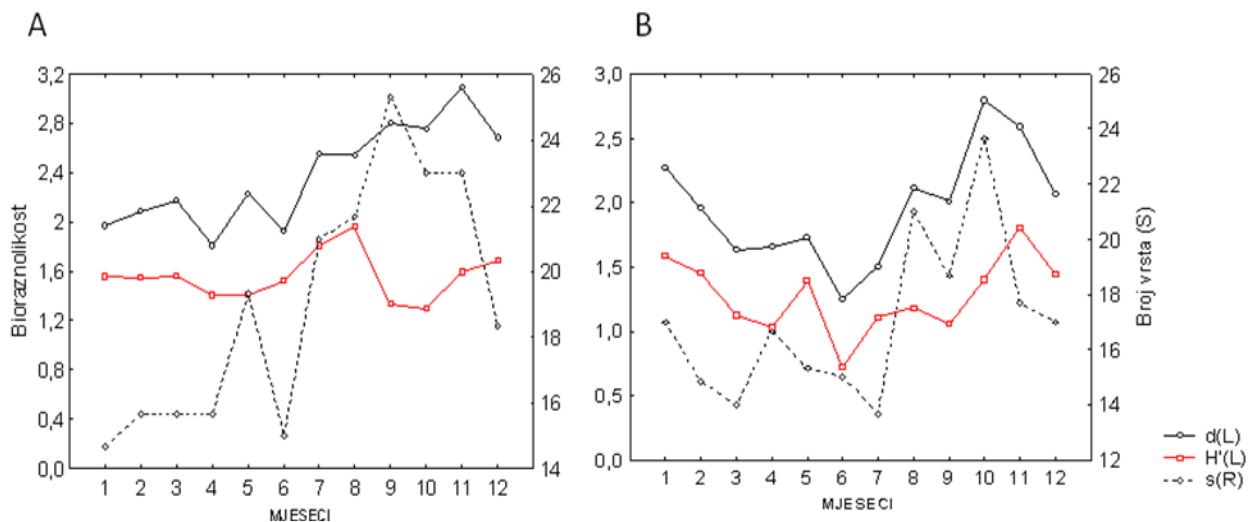 A
B
3,2
2,8
2,4
2
1,6
1,2
0,8
0,4
0,0
Bioraznolikost
26
24
22
20
18
16
14
1 2 3 4 5 6 7 8 9 10 11 12
MJESECI
3,0
2,5
2,0
1,5
1,0
0,5
0,0
26
24
22
20
18
16
14
12
Broj vrsta (S)
1 2 3 4 5 6 7 8 9 10 11 12
MJESECI
d(L)
H'(L)
s(R)